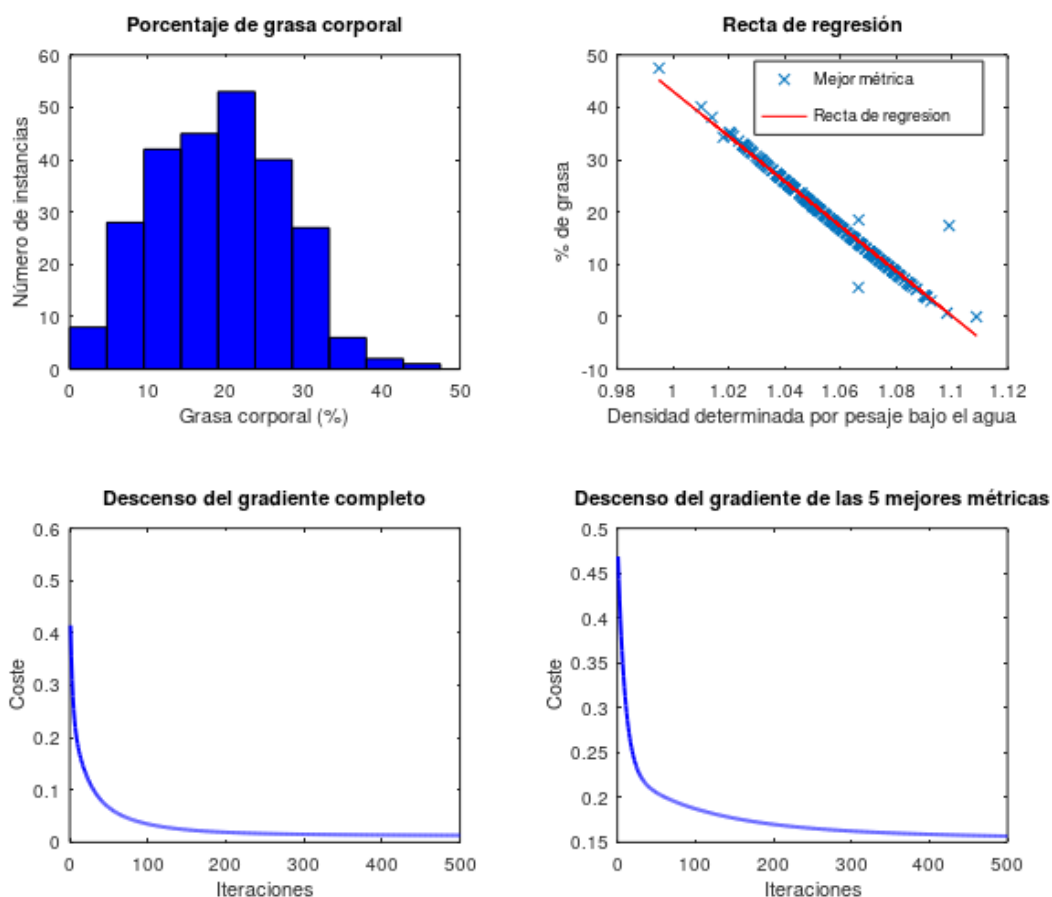 Porcentaje de grasa corporal
60
50
40
30
20
10
0
Número de instancias
0 10 20 30 40 50
Grasa corporal (%)
Recta de regresión
50
40
30
20
10
0
-10
% de grasa
Mejor métrica
Recta de regresion
0.98 1 1.02 1.04 1.06 1.08 1.1 1.12
Densidad determinada por pesaje bajo el agua
Descenso del gradiente completo
0.6
0.5
0.4
0.3
0.2
0.1
0
Coste
0 100 200 300 400 500
Iteraciones
Descenso del gradiente de las 5 mejores métricas
0.5
0.45
0.4
0.35
0.3
0.25
0.2
0.15
Coste
0 100 200 300 400 500
Iteraciones